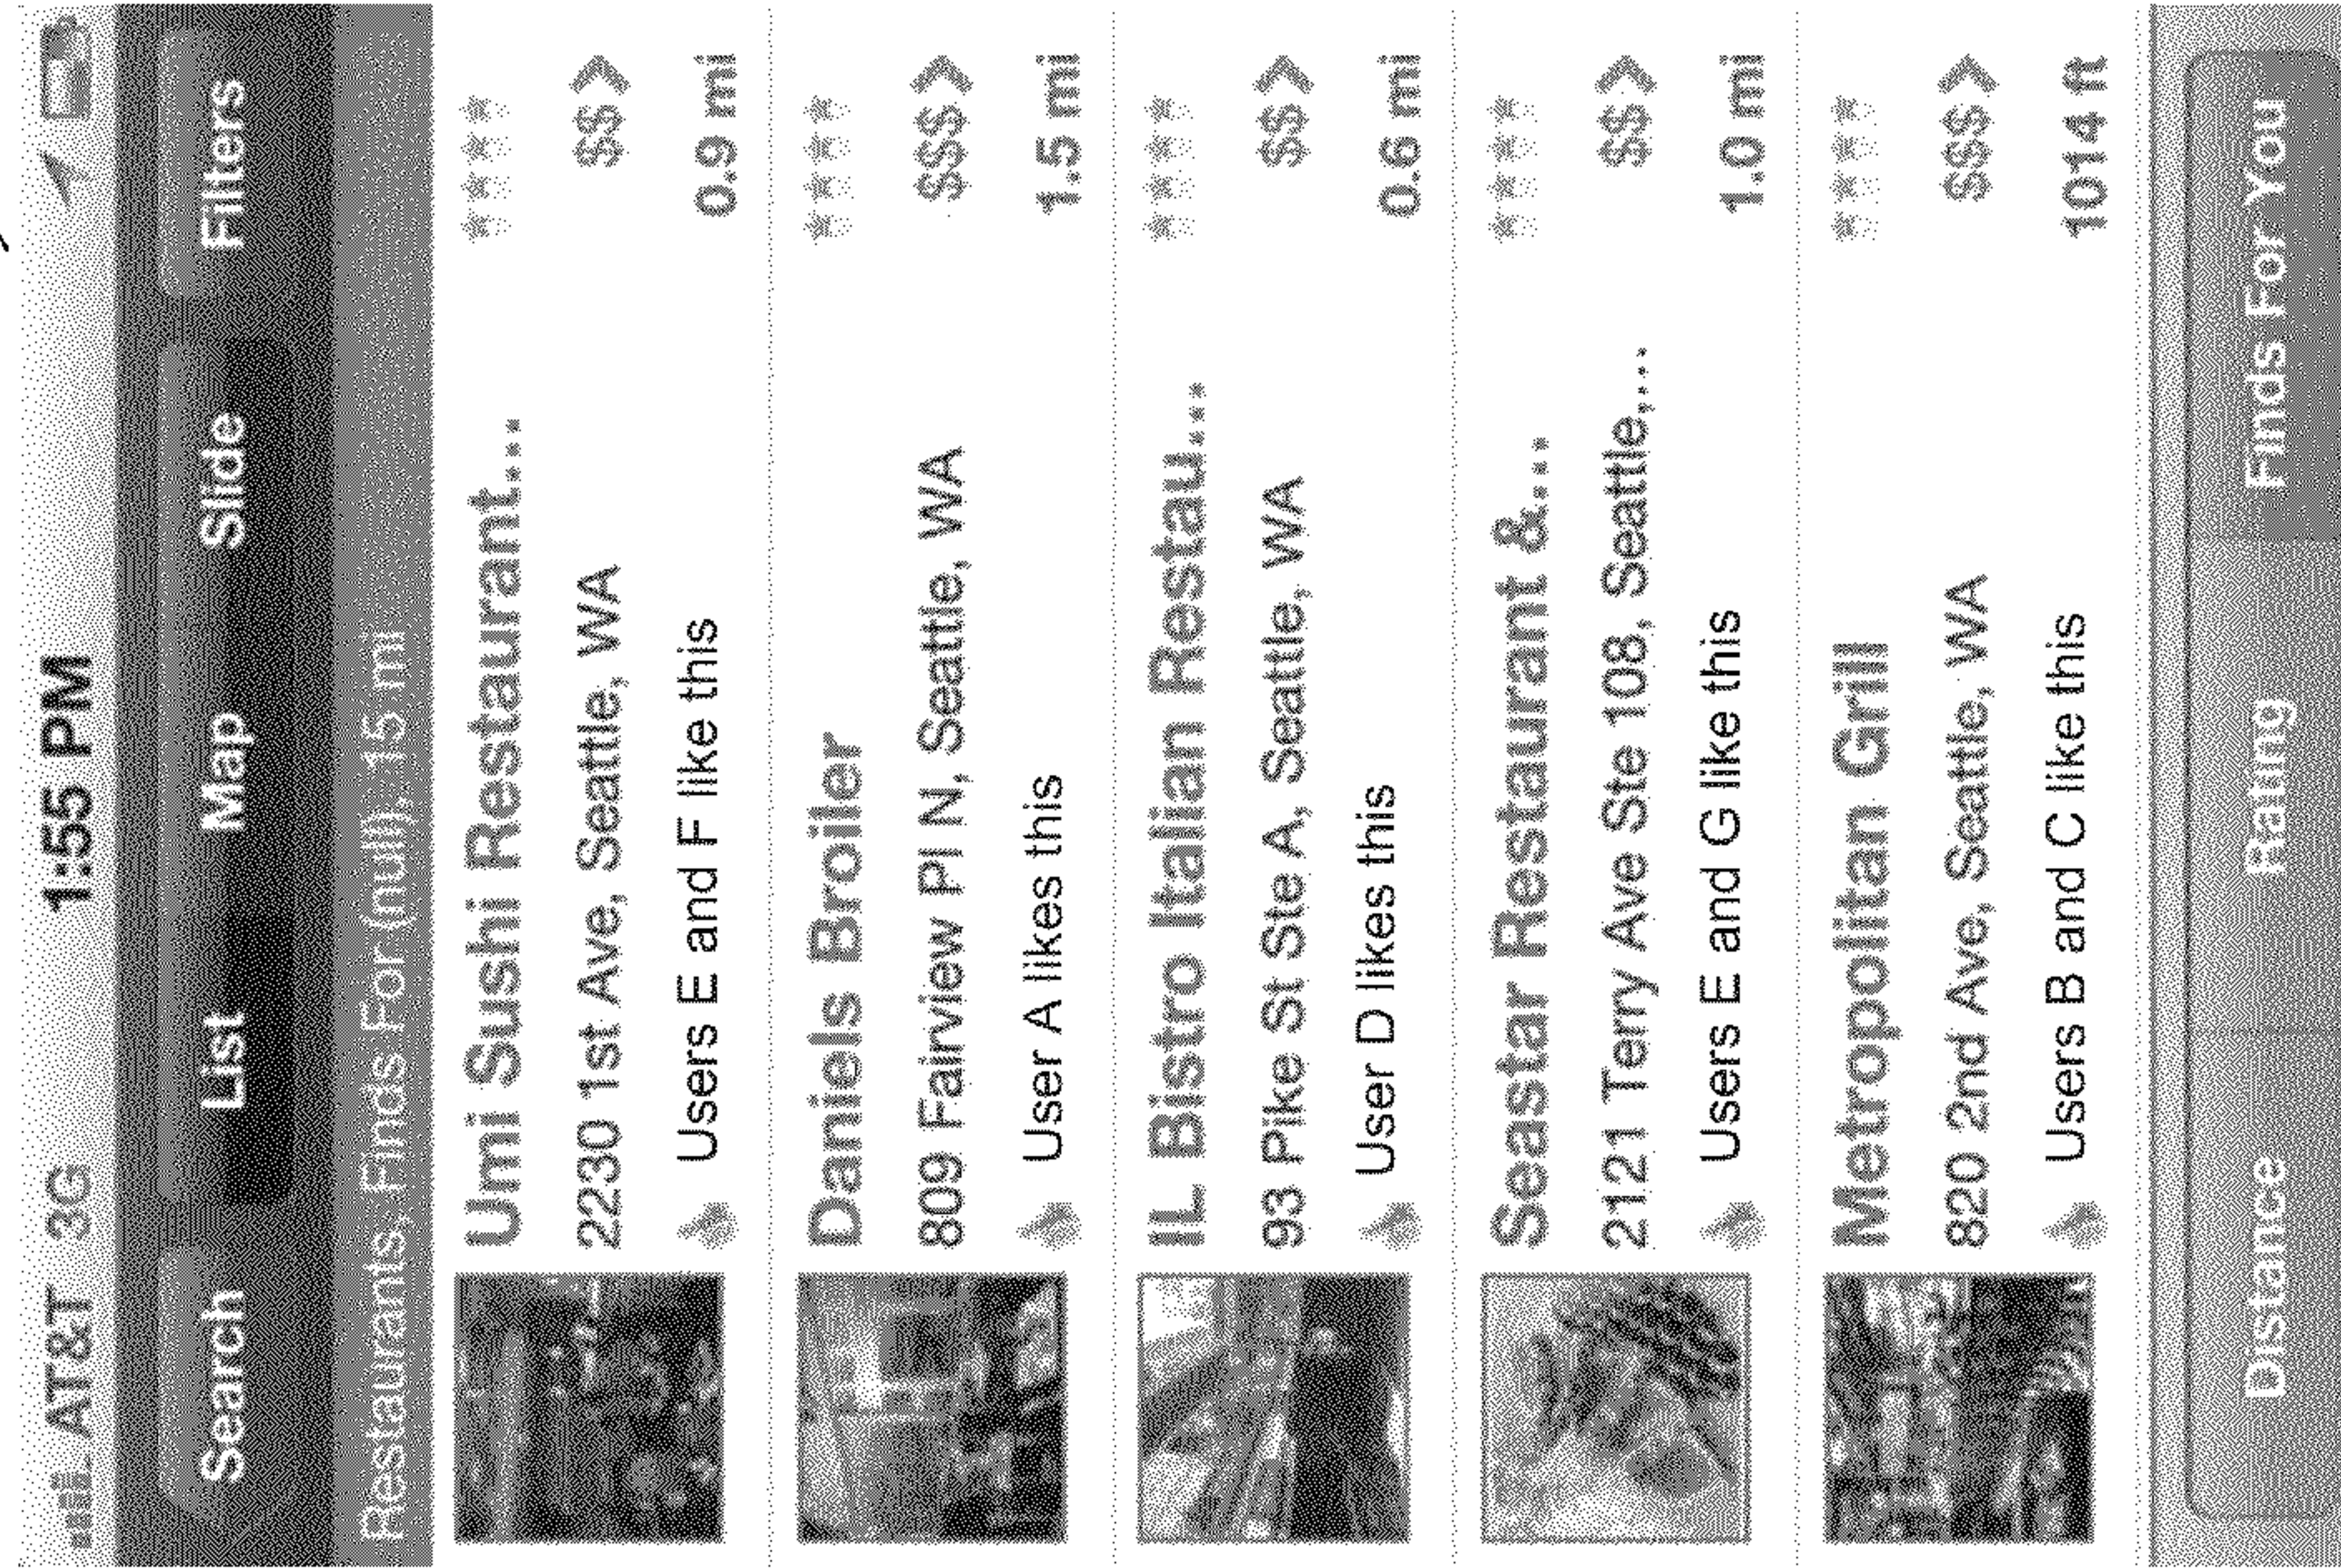 AT&T 3G 1:55 PM
Search List Map Slide Filters
Restaurants, Finds For (null), 15 mi
Umi Sushi Restaurant...
2230 1st Ave, Seattle, WA $$
Users E and F like this 0.9 mi
Daniels Broiler
809 Fairview Pl N, Seattle, WA $$$
User A likes this 1.5 mi
IL Bistro Italian Restau...
93 Pike St Ste A, Seattle, WA $$
User D likes this 0.6 mi
Seastar Restaurant &...
2121 Terry Ave Ste 108, Seattle,... $$
Users E and G like this 1.0 mi
Metropolitan Grill
820 2nd Ave, Seattle, WA $$$
Users B and C like this 1014 ft
Distance Rating Finds For You